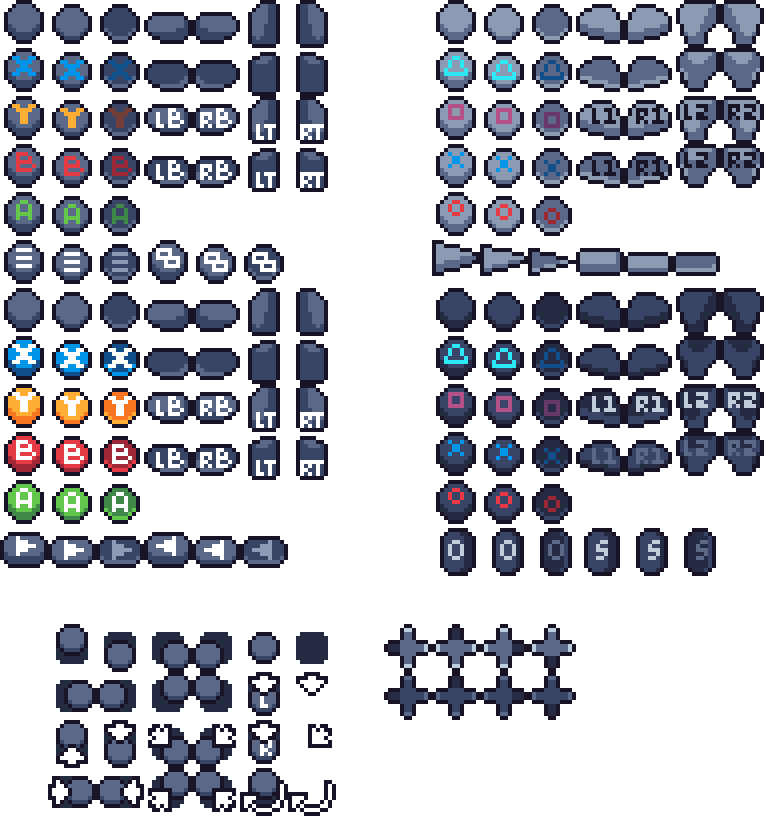 X X X
Y Y Y LB RB LT RT L1 R1 L2 R2
B B B LB RB LT RT L1 R1 L2 R2
A A A
X X X
Y Y Y LB RB LT RT L1 R1 L2 R2
B B B LB RB LT RT L1 R1 L2 R2
A A A
O O O S S S
L
R